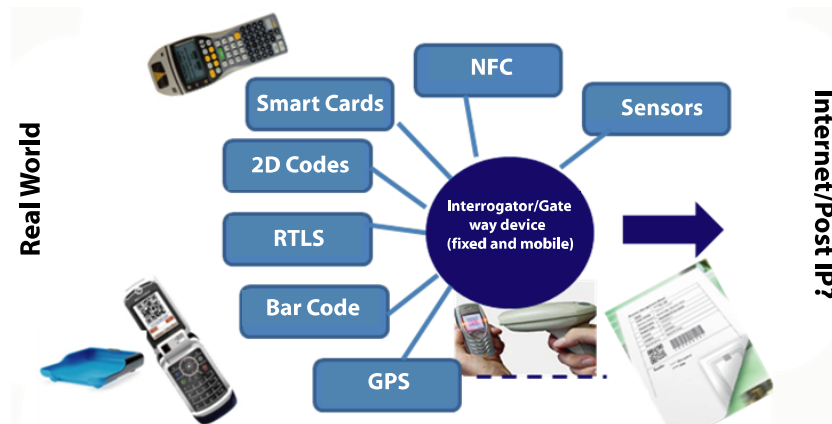 Real World
NFC
Smart Cards
Sensors
2D Codes
RTLS
Bar Code
GPS
Interrogator/Gate
way device
(fixed and mobile)
Internet/Post IP?